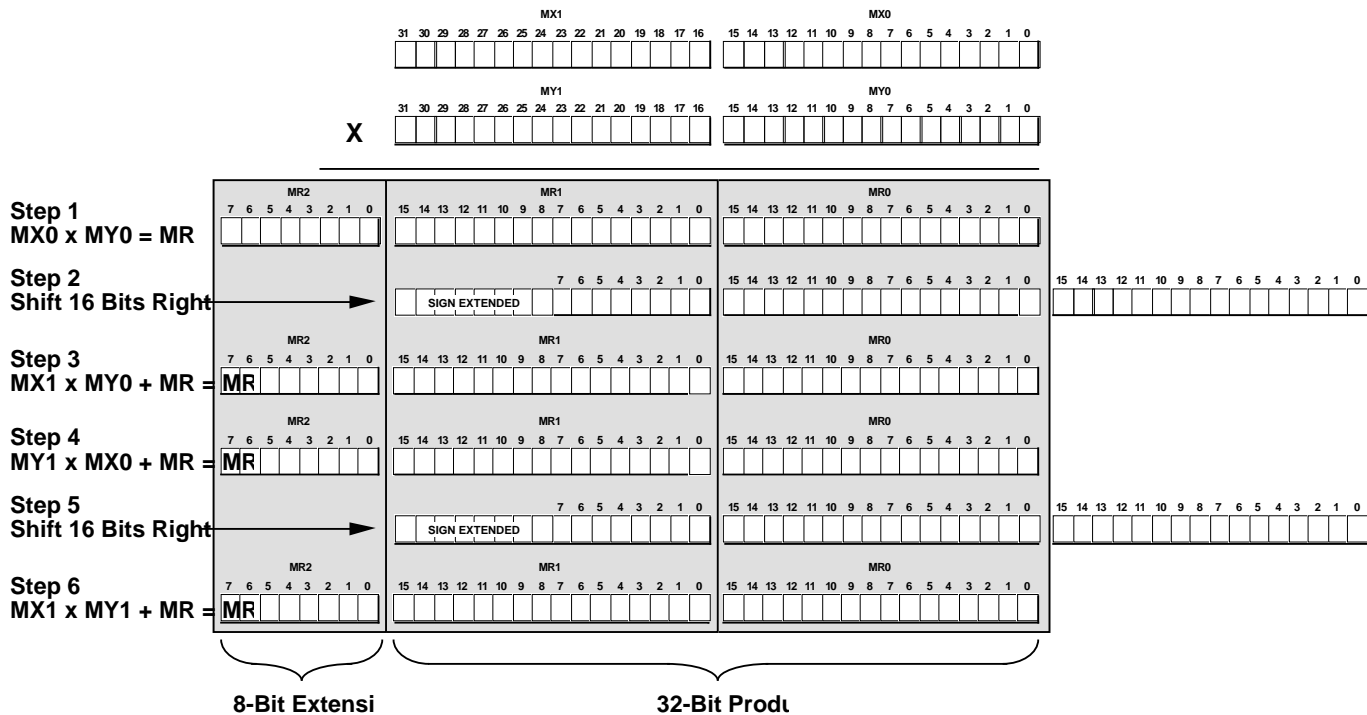 MX1 MX0
31 30 29 28 27 26 25 24 23 22 21 20 19 18 17 16 15 14 13 12 11 10 9 8 7 6 5 4 3 2 1 0
MY1 MY0
31 30 29 28 27 26 25 24 23 22 21 20 19 18 17 16 15 14 13 12 11 10 9 8 7 6 5 4 3 2 1 0
X
MR2 MR1 MR0
Step 1 7 6 5 4 3 2 1 0 15 14 13 12 11 10 9 8 7 6 5 4 3 2 1 0 15 14 13 12 11 10 9 8 7 6 5 4 3 2 1 0
MX0 x MY0 = MR
Step 2 7 6 5 4 3 2 1 0 15 14 13 12 11 10 9 8 7 6 5 4 3 2 1 0 15 14 13 12 11 10 9 8 7 6 5 4 3 2 1 0
Shift 16 Bits Right SIGN EXTENDED
MR2 MR1 MR0
Step 3 7 6 5 4 3 2 1 0 15 14 13 12 11 10 9 8 7 6 5 4 3 2 1 0 15 14 13 12 11 10 9 8 7 6 5 4 3 2 1 0
MX1 x MY0 + MR = MR
MR2 MR1 MR0
Step 4 7 6 5 4 3 2 1 0 15 14 13 12 11 10 9 8 7 6 5 4 3 2 1 0 15 14 13 12 11 10 9 8 7 6 5 4 3 2 1 0
MY1 x MX0 + MR = MR
Step 5 7 6 5 4 3 2 1 0 15 14 13 12 11 10 9 8 7 6 5 4 3 2 1 0 15 14 13 12 11 10 9 8 7 6 5 4 3 2 1 0
Shift 16 Bits Right SIGN EXTENDED
MR2 MR1 MR0
Step 6 7 6 5 4 3 2 1 0 15 14 13 12 11 10 9 8 7 6 5 4 3 2 1 0 15 14 13 12 11 10 9 8 7 6 5 4 3 2 1 0
MX1 x MY1 + MR = MR
8-Bit Extensi 32-Bit Produ